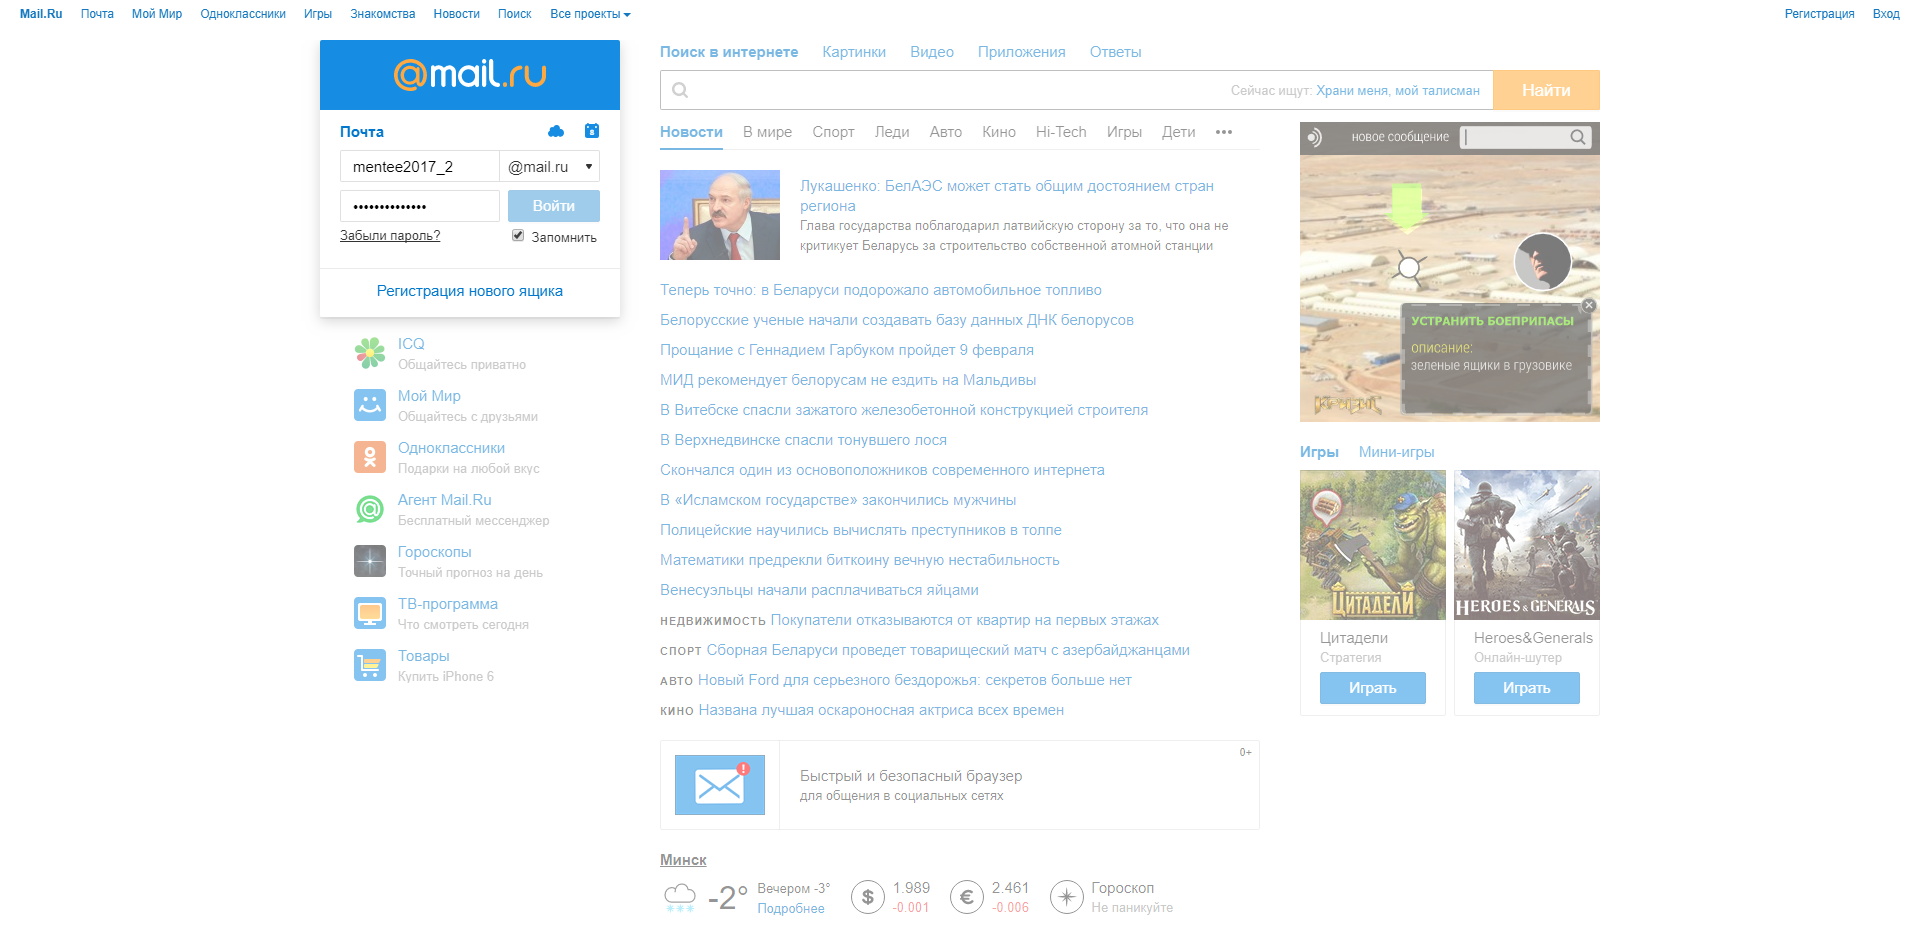 Mail.Ru Почта Мой Мир Одноклассники Игры Знакомства Новости Поиск Все проекты Регистрация Вход
@mail.ru
Почта
mentee2017_2 @mail.ru
•••••••••••••• Войти
Забыли пароль? Запомнить
Регистрация нового ящика
ICQ
Общайтесь приватно
Мой Мир
Общайтесь с друзьями
Одноклассники
Подарки на любой вкус
Агент Mail.Ru
Бесплатный мессенджер
Гороскопы
Точный прогноз на день
ТВ-программа
Что смотреть сегодня
Товары
Купить iPhone 6
Поиск в интернете Картинки Видео Приложения Ответы
Сейчас ищут: Храни меня, мой талисман Найти
Новости В мире Спорт Леди Авто Кино Hi-Tech Игры Дети •••
Лукашенко: БелАЭС может стать общим достоянием стран
региона
Глава государства поблагодарил латвийскую сторону за то, что она не
критикует Беларусь за строительство собственной атомной станции
Теперь точно: в Беларуси подорожало автомобильное топливо
Белорусские ученые начали создавать базу данных ДНК белорусов
Прощание с Геннадием Гарбуком пройдет 9 февраля
МИД рекомендует белорусам не ездить на Мальдивы
В Витебске спасли зажатого железобетонной конструкцией строителя
В Верхнедвинске спасли тонувшего лося
Скончался один из основоположников современного интернета
В «Исламском государстве» закончились мужчины
Полицейские научились вычислять преступников в толпе
Математики предрекли биткоину вечную нестабильность
Венесуэльцы начали расплачиваться яйцами
НЕДВИЖИМОСТЬ Покупатели отказываются от квартир на первых этажах
СПОРТ Сборная Беларуси проведет товарищеский матч с азербайджанцами
АВТО Новый Ford для серьезного бездорожья: секретов больше нет
КИНО Названа лучшая оскароносная актриса всех времен
0+
Быстрый и безопасный браузер
для общения в социальных сетях
Минск
-2° Вечером -3°
Подробнее
$ 1.989
-0.001
€ 2.461
-0.006
Гороскоп
Не паникуйте
новое сообщение
УСТРАНИТЬ БОЕПРИПАСЫ
описание:
зеленые ящики в грузовике
Игры Мини-игры
ЦИТАДЕЛИ
HEROES & GENERALS
Цитадели
Стратегия
Играть
Heroes&Generals
Онлайн-шутер
Играть